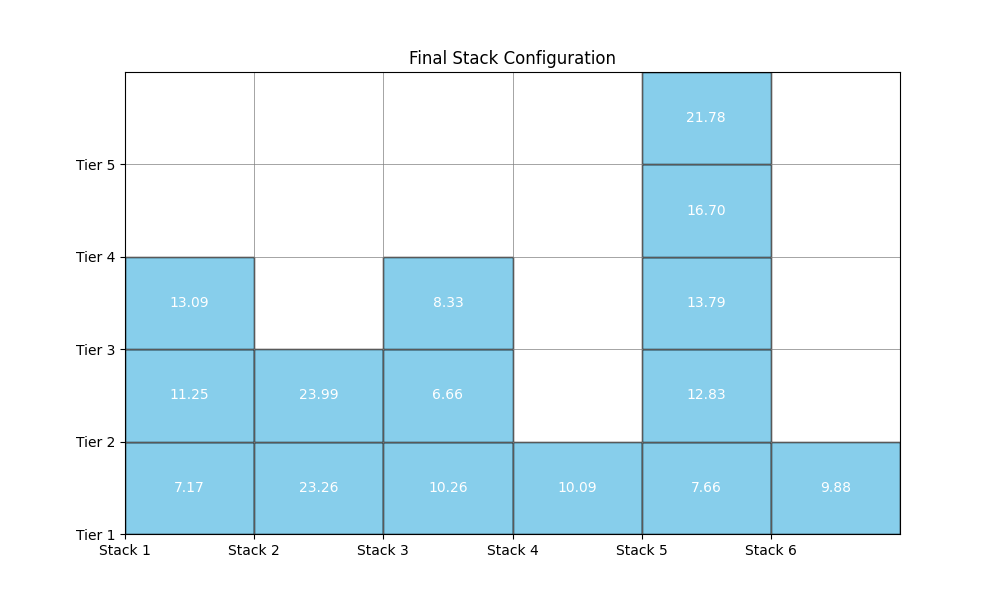 Final Stack Configuration
21.78
Tier 5
16.70
Tier 4
13.09 8.33 13.79
Tier 3
11.25 23.99 6.66 12.83
Tier 2
7.17 23.26 10.26 10.09 7.66 9.88
Tier 1
Stack 1 Stack 2 Stack 3 Stack 4 Stack 5 Stack 6